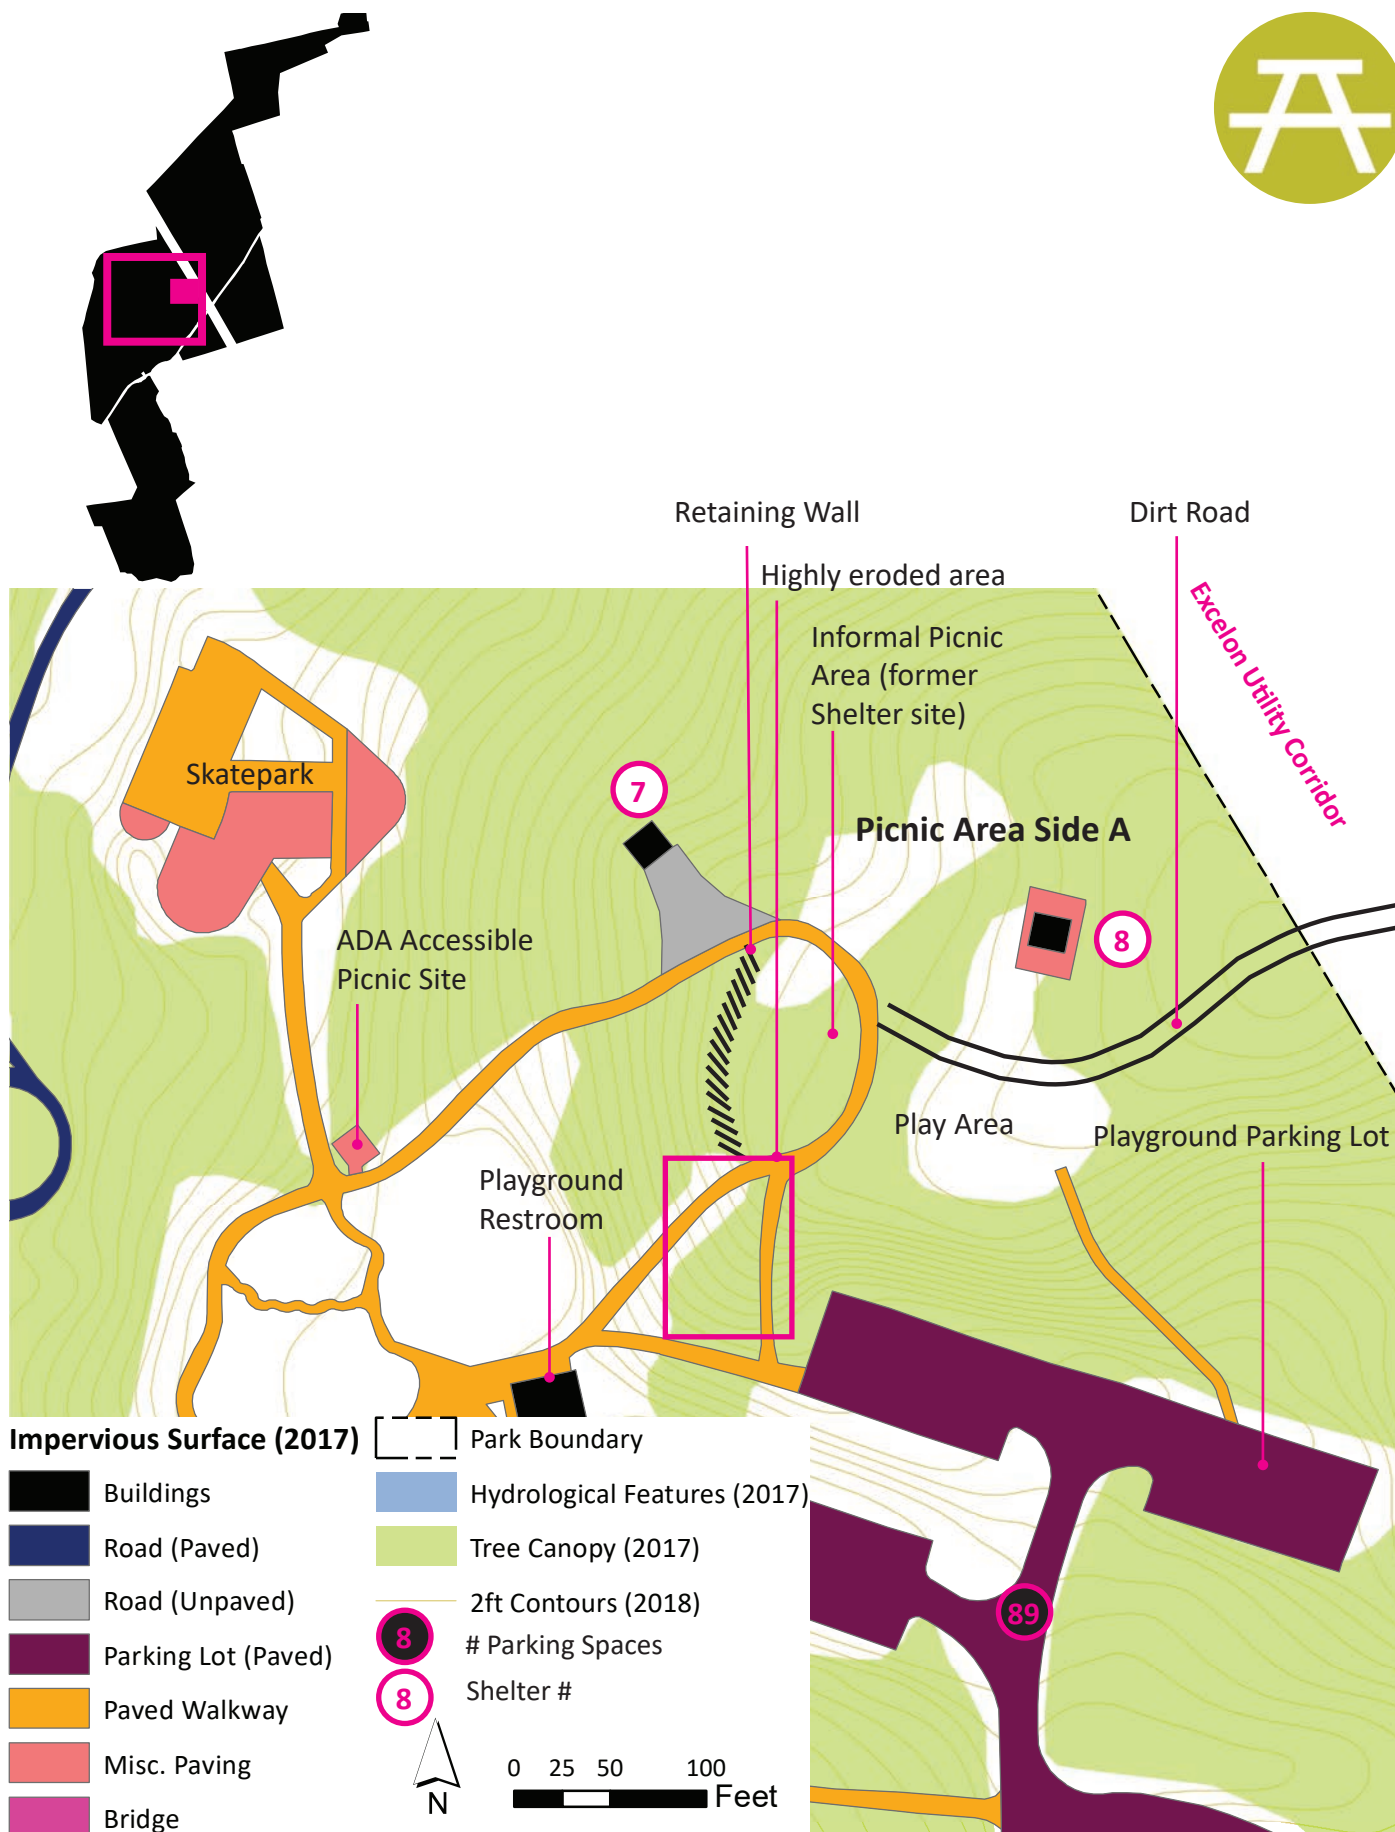 Retaining Wall
Dirt Road
Highly eroded area
Excelon Utility Corridor
Informal Picnic
Area (former
Shelter site)
Skatepark
7
Picnic Area Side A
8
ADA Accessible
Picnic Site
Play Area
Playground Parking Lot
Playground
Restroom
Impervious Surface (2017)
Buildings
Road (Paved)
Road (Unpaved)
Parking Lot (Paved)
Paved Walkway
Misc. Paving
Bridge
Park Boundary
Hydrological Features (2017)
Tree Canopy (2017)
2ft Contours (2018)
8
# Parking Spaces
8
Shelter #
N
0 25 50 100
Feet
89